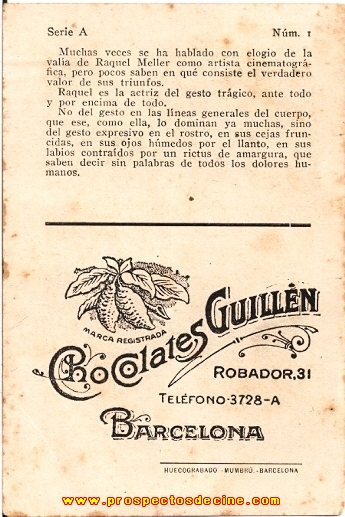 Serie A Núm. 1
Muchas veces se ha hablado con elogio de la
valía de Raquel Meller como artista cinematográ-
fica, pero pocos saben en qué consiste el verdadero
valor de sus triunfos.
Raquel es la actriz del gesto trágico, ante todo
y por encima de todo.
No del gesto en las líneas generales del cuerpo,
que ese, como ella, lo dominan ya muchas, sino
del gesto expresivo en el rostro, en sus cejas frun-
cidas, en sus ojos húmedos por el llanto, en sus
labios contraídos por un rictus de amargura, que
saben decir sin palabras de todos los dolores hu-
manos.
MARCA REGISTRADA
Chocolates Guillén
ROBADOR, 31
TELÉFONO-3728-A
BARCELONA
HUECOGRABADO - MUMBRÚ. - BARCELONA
www.prospectosdecine.com